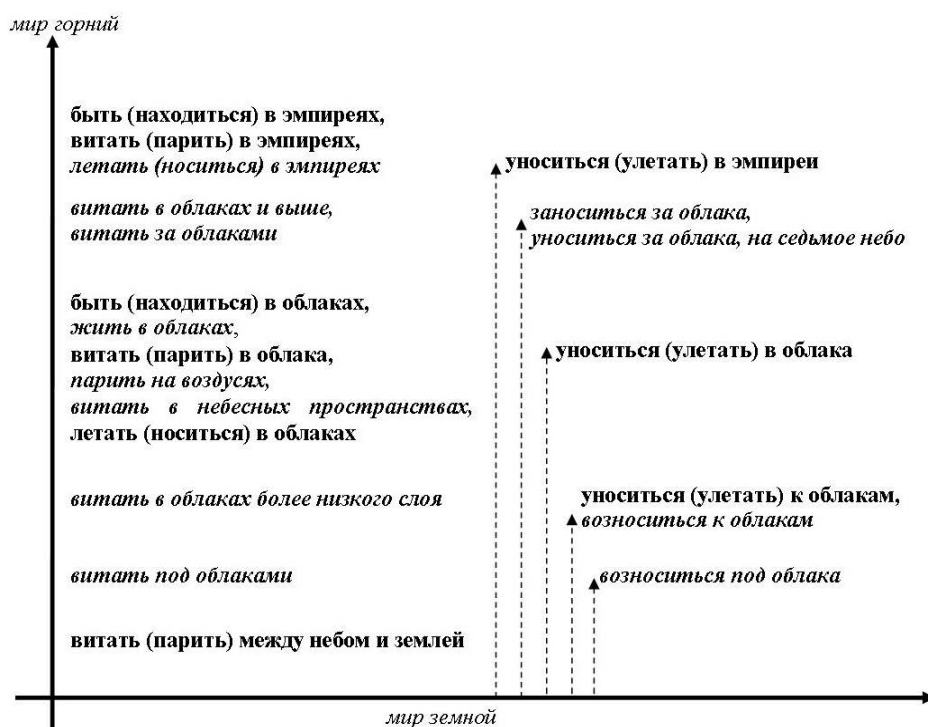 мир горний
быть (находиться) в эмпиреях,
витать (парить) в эмпиреях,
летать (носиться) в эмпиреях
уноситься (улетать) в эмпиреи
витать в облаках и выше,
витать за облаками
заноситься за облака,
уноситься за облака, на седьмое небо
быть (находиться) в облаках,
жить в облаках,
витать (парить) в облака,
парить на воздусях,
витать в небесных пространствах,
летать (носиться) в облаках
уноситься (улетать) в облака
витать в облаках более низкого слоя
уноситься (улетать) к облакам,
возноситься к облакам
витать под облаками
возноситься под облака
витать (парить) между небом и землей
мир земной